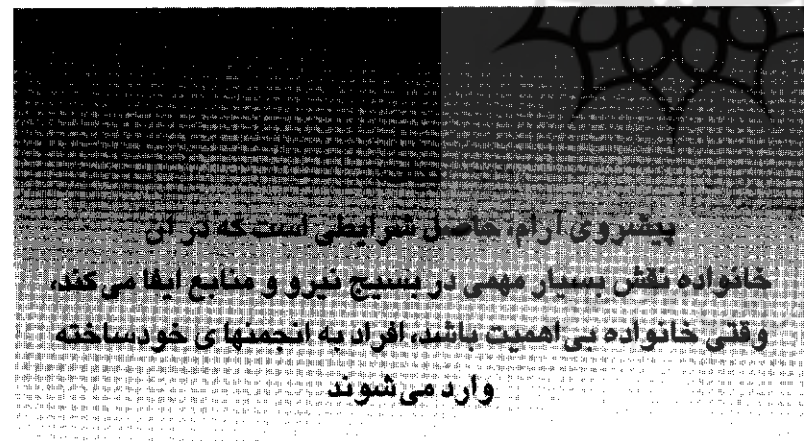 پیشروی آرام، حاصل شرایطی است که در آن
خانواده نقش بسیار مهمی در بسیج نیرو و منابع ایفا می‌کند،
وقتی خانواده بی‌اهمیت باشد، افراد به انجمنها ی خودساخته
وارد می‌شوند